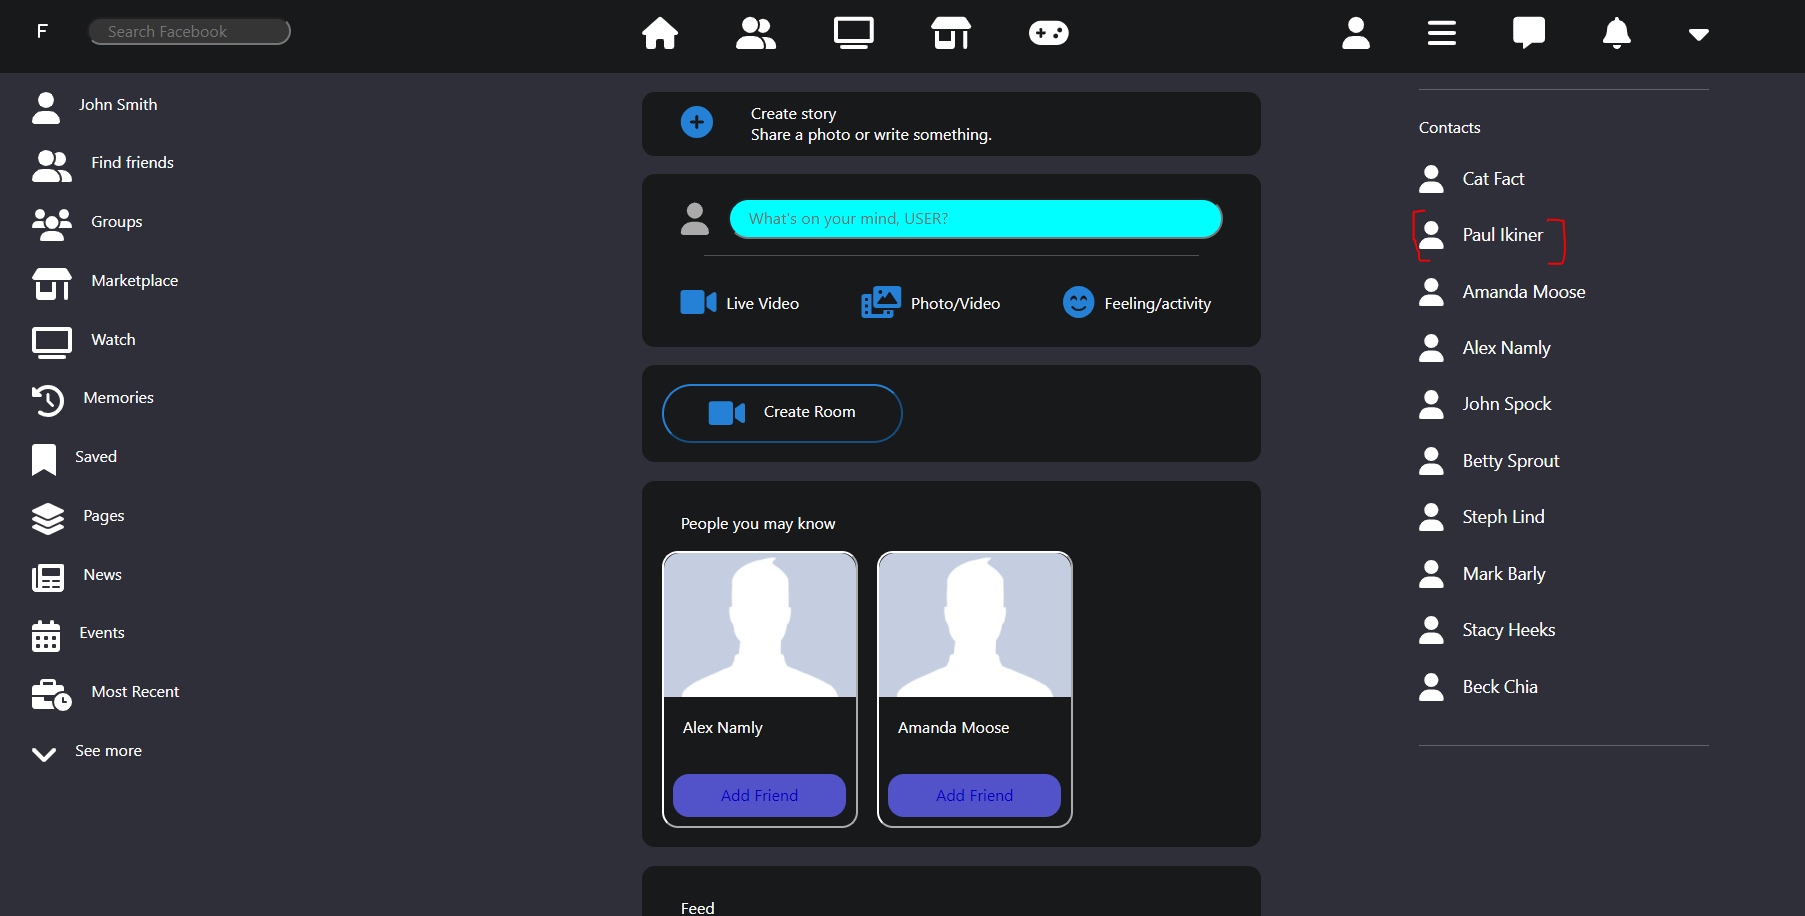 F
Search Facebook
John Smith
Find friends
Groups
Marketplace
Watch
Memories
Saved
Pages
News
Events
Most Recent
See more
Create story
Share a photo or write something.
What's on your mind, USER?
Live Video
Photo/Video
Feeling/activity
Create Room
People you may know
Alex Namly
Add Friend
Amanda Moose
Add Friend
Feed
Contacts
Cat Fact
Paul Ikiner
Amanda Moose
Alex Namly
John Spock
Betty Sprout
Steph Lind
Mark Barly
Stacy Heeks
Beck Chia